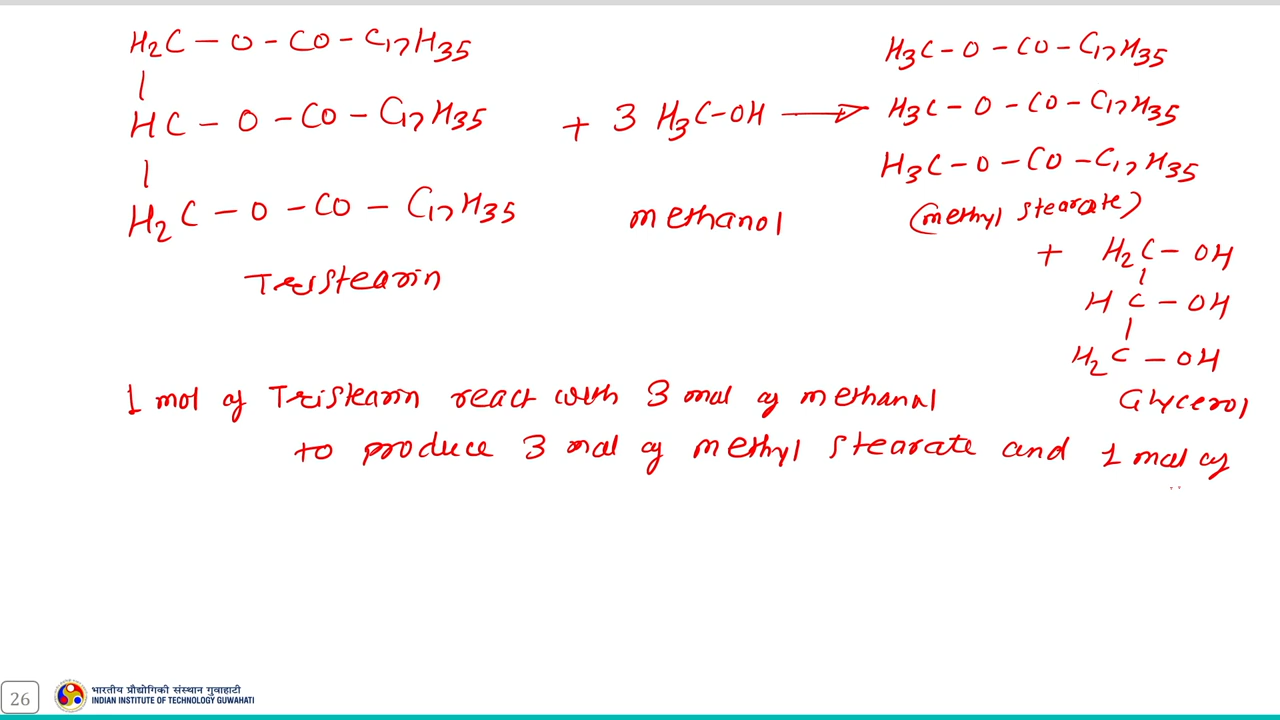 H2C - O - CO - C17H35
|
HC - O - CO - C17H35
|
H2C - O - CO - C17H35
Tristearin
+ 3 H3C-OH →
methanol
H3C - O - CO - C17H35
H3C - O - CO - C17H35
H3C - O - CO - C17H35
(methyl stearate)
+ H2C - OH
|
HC - OH
|
H2C - OH
Glycerol
1 mol of Tristearin react with 3 mol of methanol
to produce 3 mol of methyl stearate and 1 mol of
26
भारतीय प्रौद्योगिकी संस्थान गुवाहाटी
INDIAN INSTITUTE OF TECHNOLOGY GUWAHATI